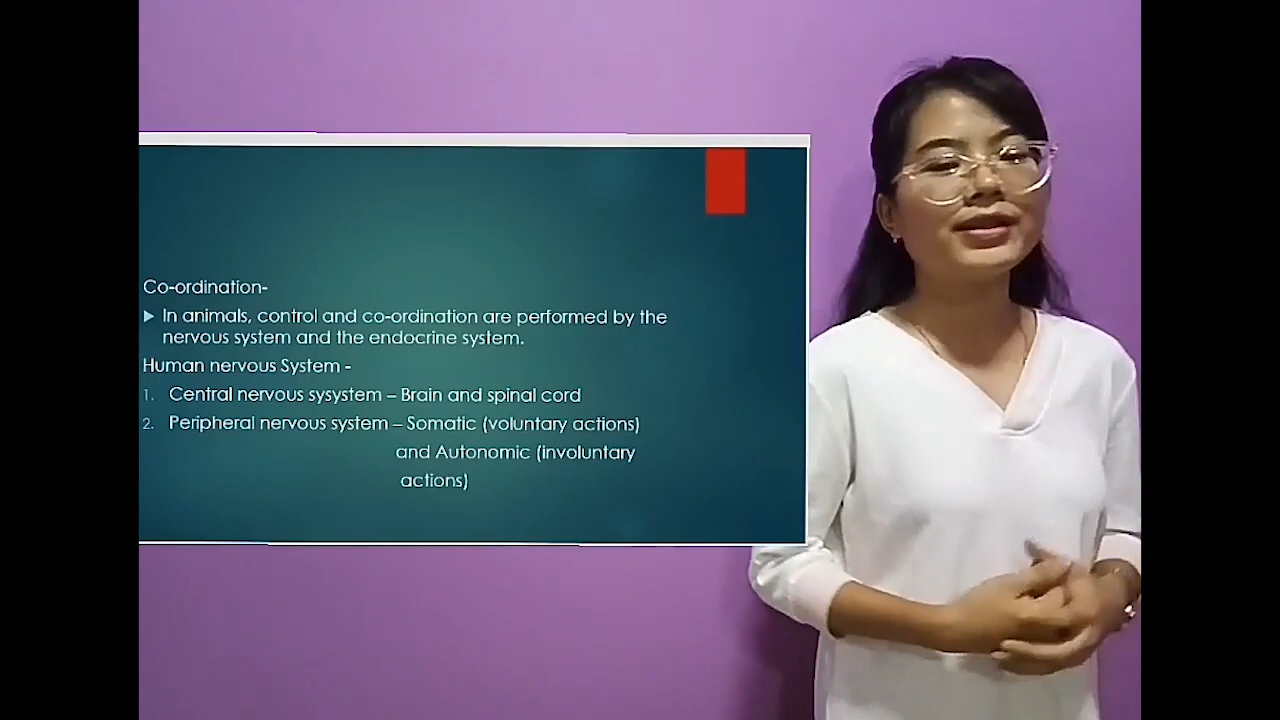 Co-ordination-
In animals, control and co-ordination are performed by the
nervous system and the endocrine system.
Human nervous System -
1. Central nervous sysystem – Brain and spinal cord
2. Peripheral nervous system – Somatic (voluntary actions)
and Autonomic (involuntary
actions)